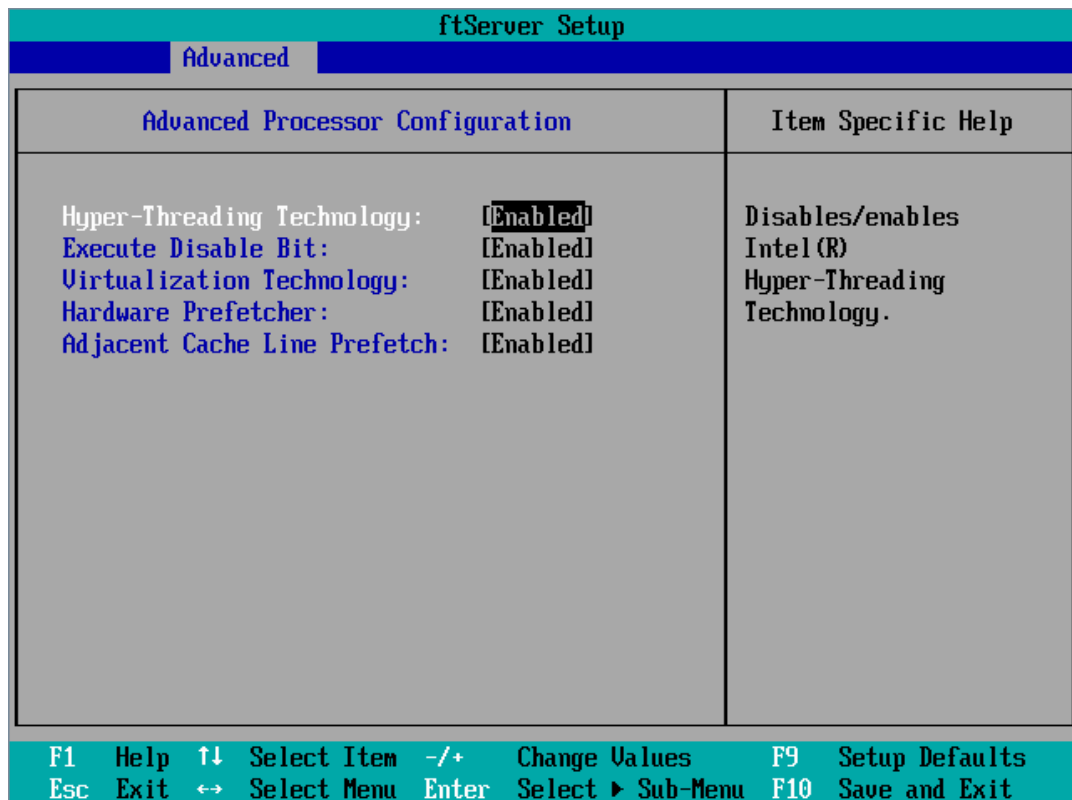 ftServer Setup
Advanced
Advanced Processor Configuration
Item Specific Help
Hyper-Threading Technology: [Enabled]
Execute Disable Bit: [Enabled]
Virtualization Technology: [Enabled]
Hardware Prefetcher: [Enabled]
Adjacent Cache Line Prefetch: [Enabled]
Disables/enables
Intel(R)
Hyper-Threading
Technology.
F1 Help ↑↓ Select Item -/+ Change Values F9 Setup Defaults
Esc Exit ↔ Select Menu Enter Select ▶ Sub-Menu F10 Save and Exit